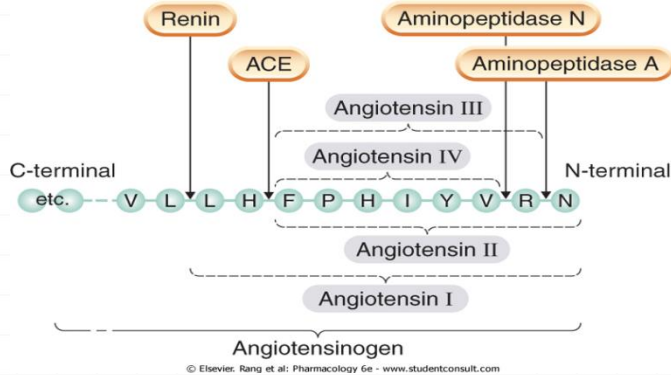 Renin
Aminopeptidase N
ACE
Aminopeptidase A
Angiotensin III
Angiotensin IV
C-terminal
N-terminal
etc. V L L H F P H I Y V R N
Angiotensin II
Angiotensin I
Angiotensinogen
© Elsevier. Rang et al: Pharmacology 6e - www.studentconsult.com